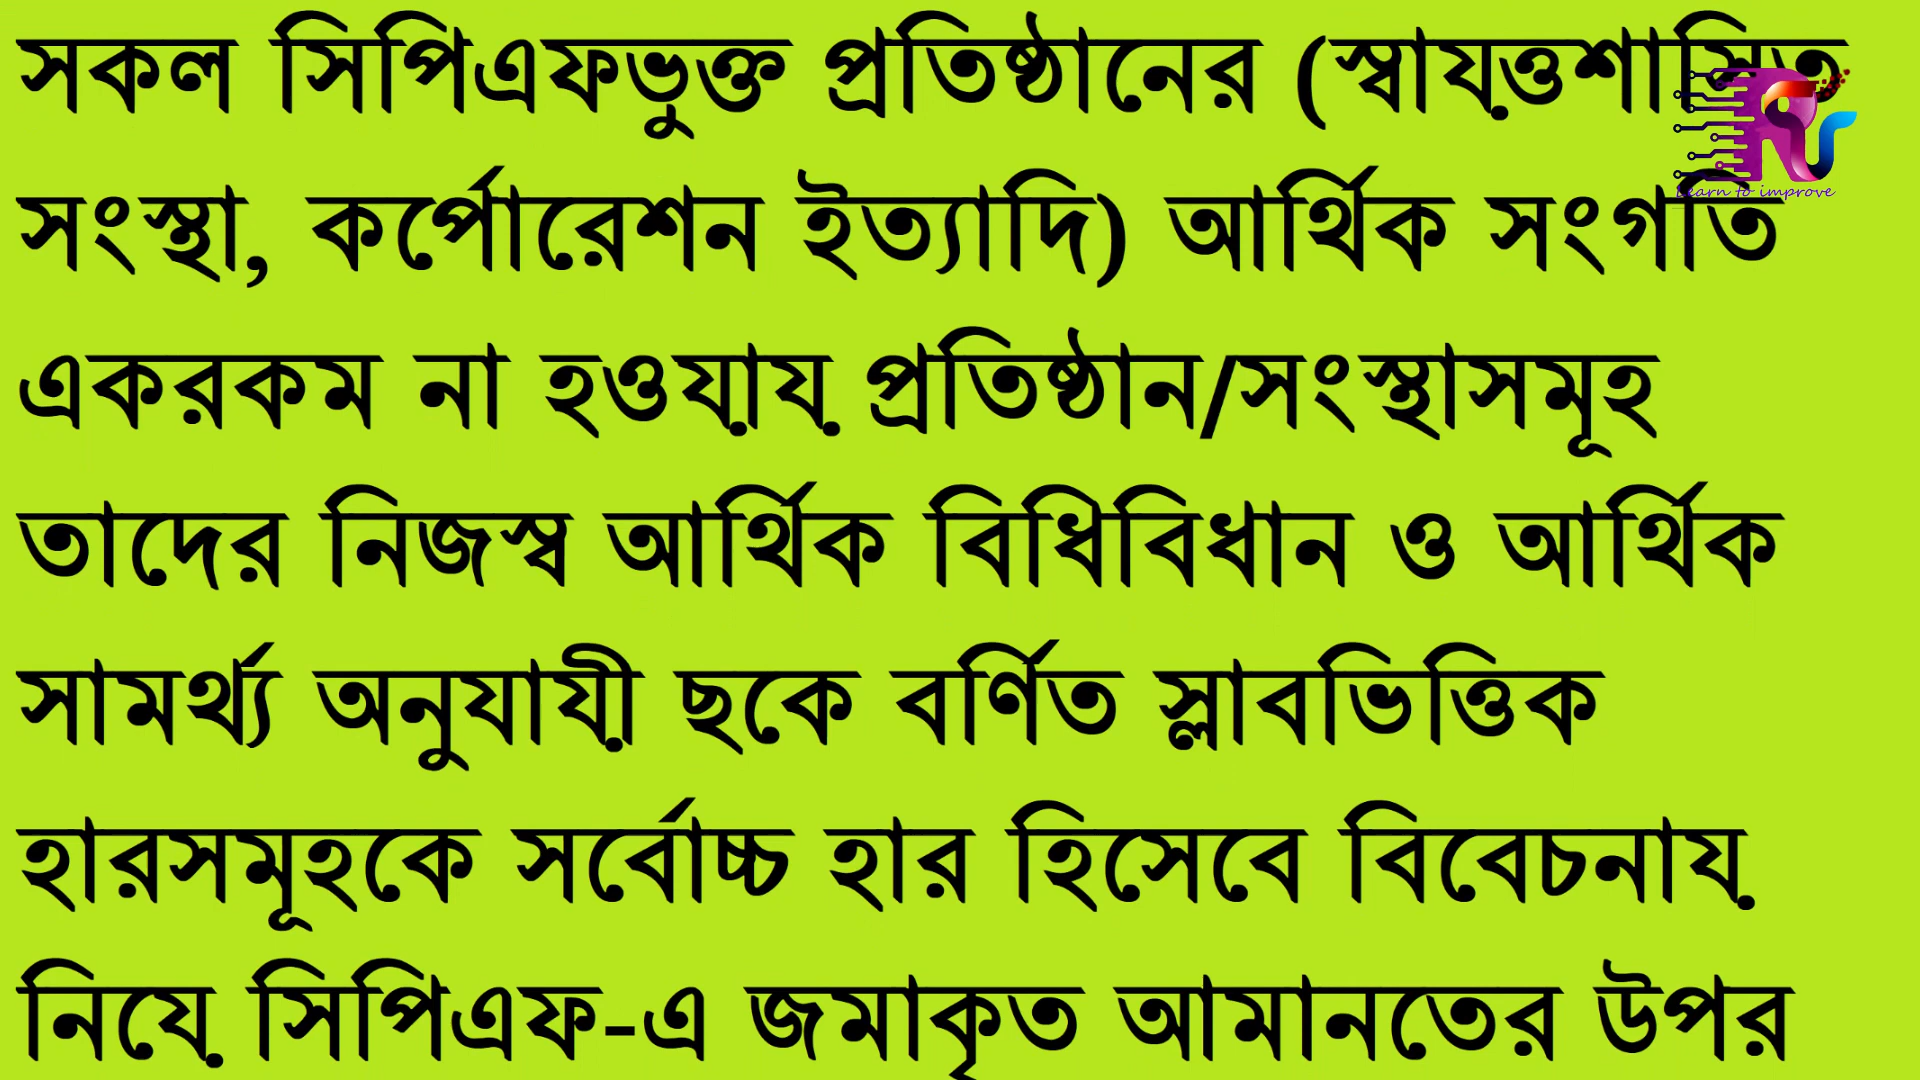 সকল সিপিএফভুক্ত প্রতিষ্ঠানের (স্বায়ত্তশাসিত
সংস্থা, কর্পোরেশন ইত্যাদি) আর্থিক সংগতি
একরকম না হওয়ায় প্রতিষ্ঠান/সংস্থাসমূহ
তাদের নিজস্ব আর্থিক বিধিবিধান ও আর্থিক
সামর্থ্য অনুযায়ী ছকে বর্ণিত স্লাবভিত্তিক
হারসমূহকে সর্বোচ্চ হার হিসেবে বিবেচনায়
নিয়ে সিপিএফ-এ জমাকৃত আমানতের উপর
Learn to improve